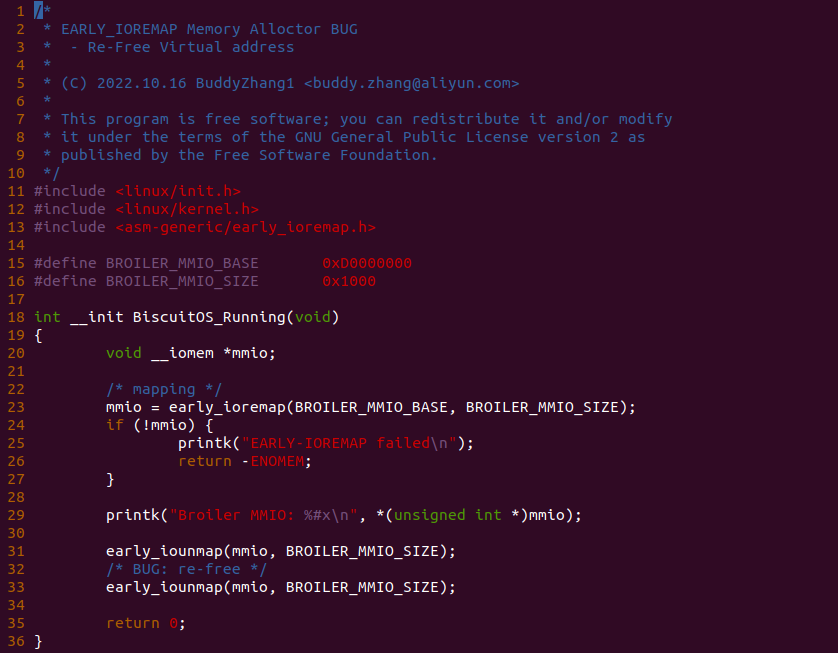 1 /*
2  * EARLY_IOREMAP Memory Alloctor BUG
3  *  - Re-Free Virtual address
4  *
5  * (C) 2022.10.16 BuddyZhang1 <buddy.zhang@aliyun.com>
6  *
7  * This program is free software; you can redistribute it and/or modify
8  * it under the terms of the GNU General Public License version 2 as
9  * published by the Free Software Foundation.
10  */
11 #include <linux/init.h>
12 #include <linux/kernel.h>
13 #include <asm-generic/early_ioremap.h>
14
15 #define BROILER_MMIO_BASE       0xD0000000
16 #define BROILER_MMIO_SIZE       0x1000
17
18 int __init BiscuitOS_Running(void)
19 {
20         void __iomem *mmio;
21
22         /* mapping */
23         mmio = early_ioremap(BROILER_MMIO_BASE, BROILER_MMIO_SIZE);
24         if (!mmio) {
25                 printk("EARLY-IOREMAP failed\n");
26                 return -ENOMEM;
27         }
28
29         printk("Broiler MMIO: %#x\n", *(unsigned int *)mmio);
30
31         early_iounmap(mmio, BROILER_MMIO_SIZE);
32         /* BUG: re-free */
33         early_iounmap(mmio, BROILER_MMIO_SIZE);
34
35         return 0;
36 }